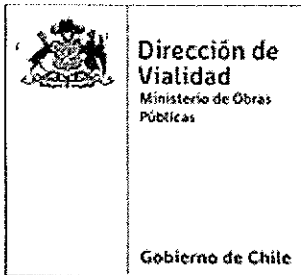 Dirección de
Vialidad
Ministerio de Obras
Públicas
Gobierno de Chile